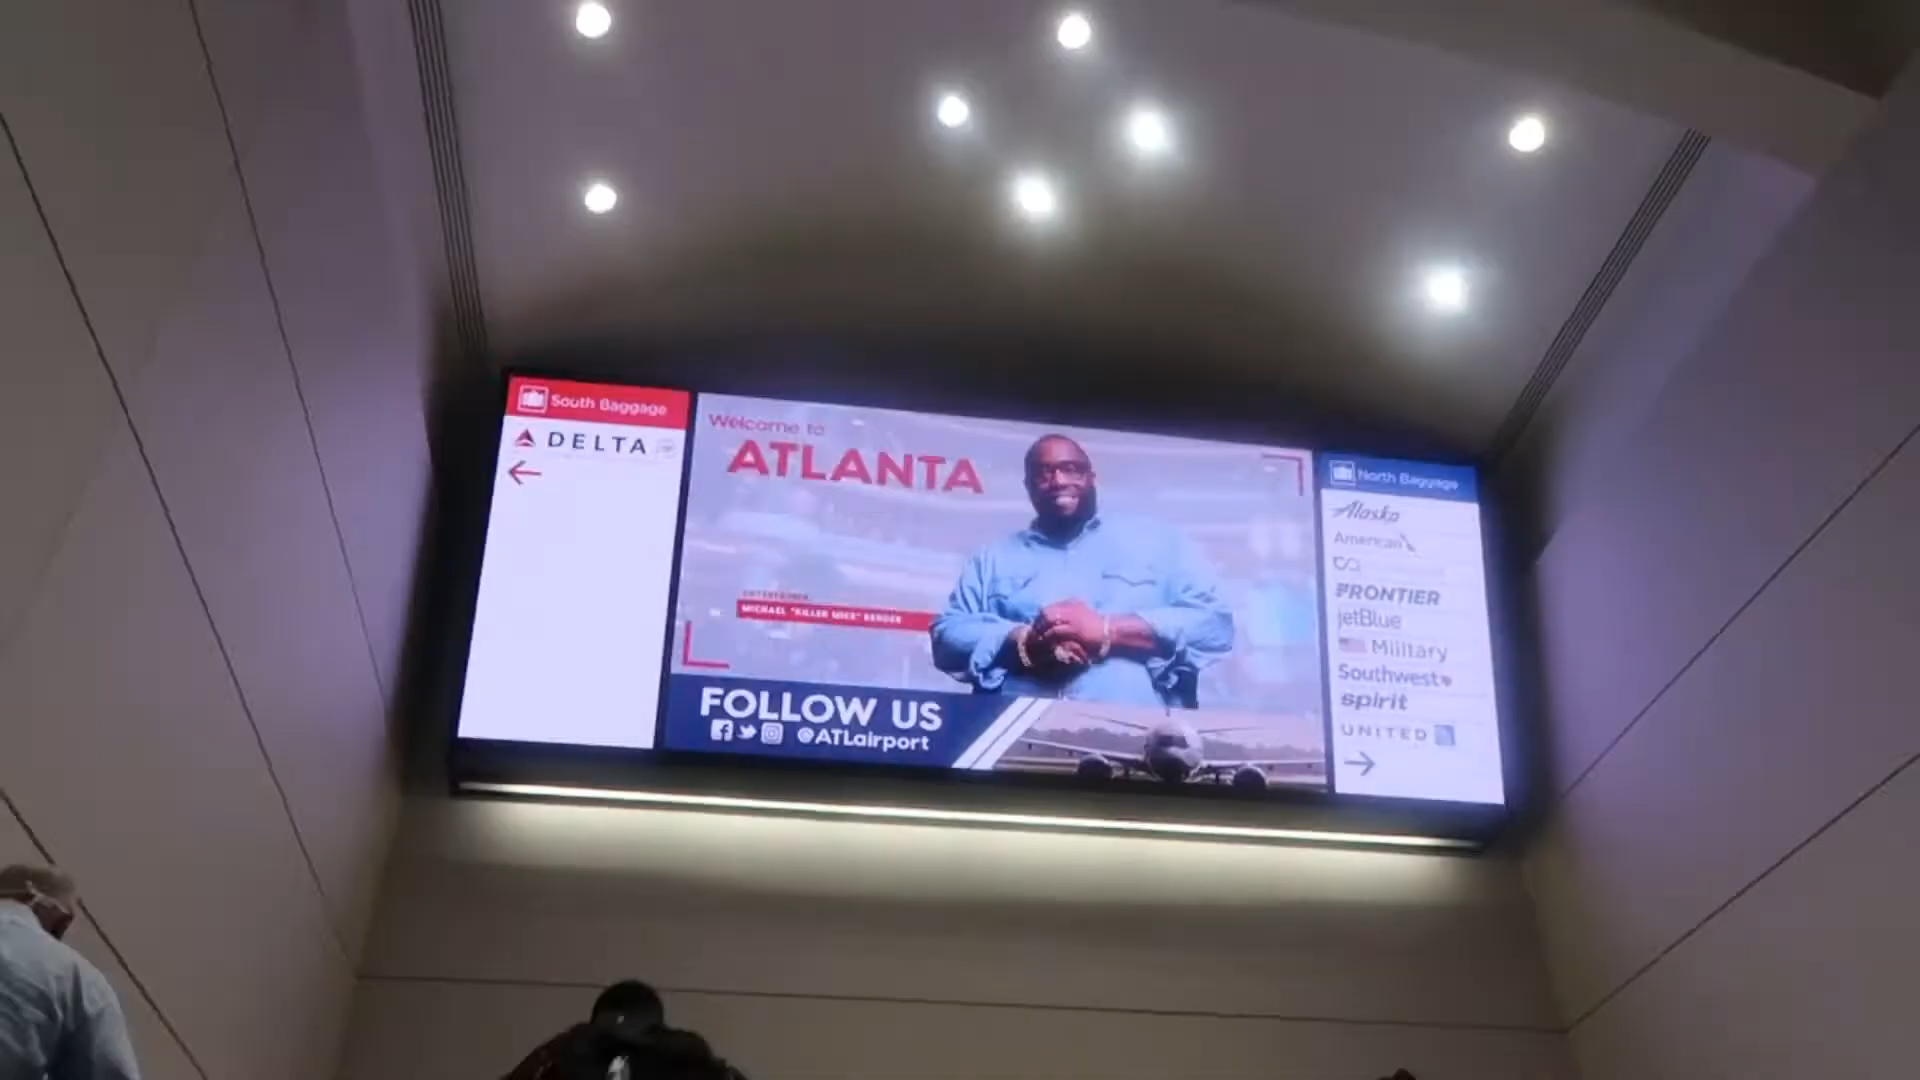 South Baggage
DELTA
Welcome to
ATLANTA
MICHAEL "KILLER MIKE" RENDER
FOLLOW US
@ATLairport
North Baggage
Alaska
American
FRONTIER
jetBlue
Military
Southwest
spirit
UNITED